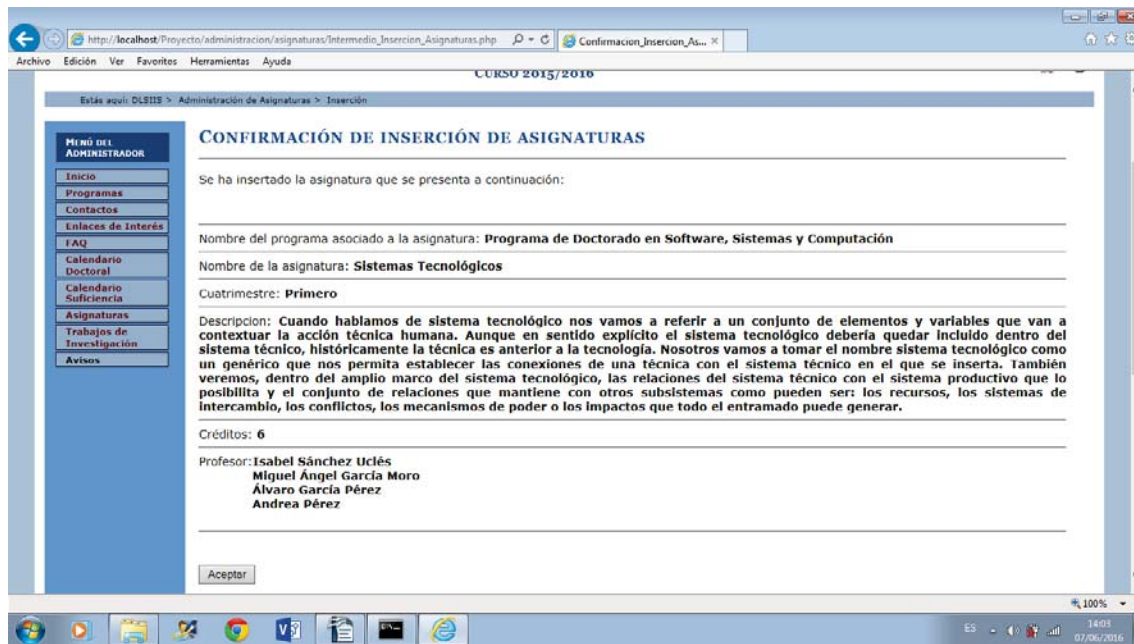 http://localhost/Proyecto/administracion/asignaturas/Intermedio_Insercion_Asignaturas.php
Confirmacion_Insercion_As...
Archivo Edición Ver Favoritos Herramientas Ayuda
CURSO 2015/2016
Estás aquí: DLSIIS > Administración de Asignaturas > Inserción
MENÚ DEL
ADMINISTRADOR
Inicio
Programas
Contactos
Enlaces de Interés
FAQ
Calendario
Doctoral
Calendario
Suficiencia
Asignaturas
Trabajos de
Investigación
Avisos
CONFIRMACIÓN DE INSERCIÓN DE ASIGNATURAS
Se ha insertado la asignatura que se presenta a continuación:
Nombre del programa asociado a la asignatura: Programa de Doctorado en Software, Sistemas y Computación
Nombre de la asignatura: Sistemas Tecnológicos
Cuatrimestre: Primero
Descripcion: Cuando hablamos de sistema tecnológico nos vamos a referir a un conjunto de elementos y variables que van a
contextuar la acción técnica humana. Aunque en sentido explícito el sistema tecnológico debería quedar incluido dentro del
sistema técnico, históricamente la técnica es anterior a la tecnología. Nosotros vamos a tomar el nombre sistema tecnológico como
un genérico que nos permita establecer las conexiones de una técnica con el sistema técnico en el que se inserta. También
veremos, dentro del amplio marco del sistema tecnológico, las relaciones del sistema técnico con el sistema productivo que lo
posibilita y el conjunto de relaciones que mantiene con otros subsistemas como pueden ser: los recursos, los sistemas de
intercambio, los conflictos, los mecanismos de poder o los impactos que todo el entramado puede generar.
Créditos: 6
Profesor: Isabel Sánchez Uclés
Miguel Ángel García Moro
Álvaro García Pérez
Andrea Pérez
Aceptar
100%
ES
14:03
07/06/2016